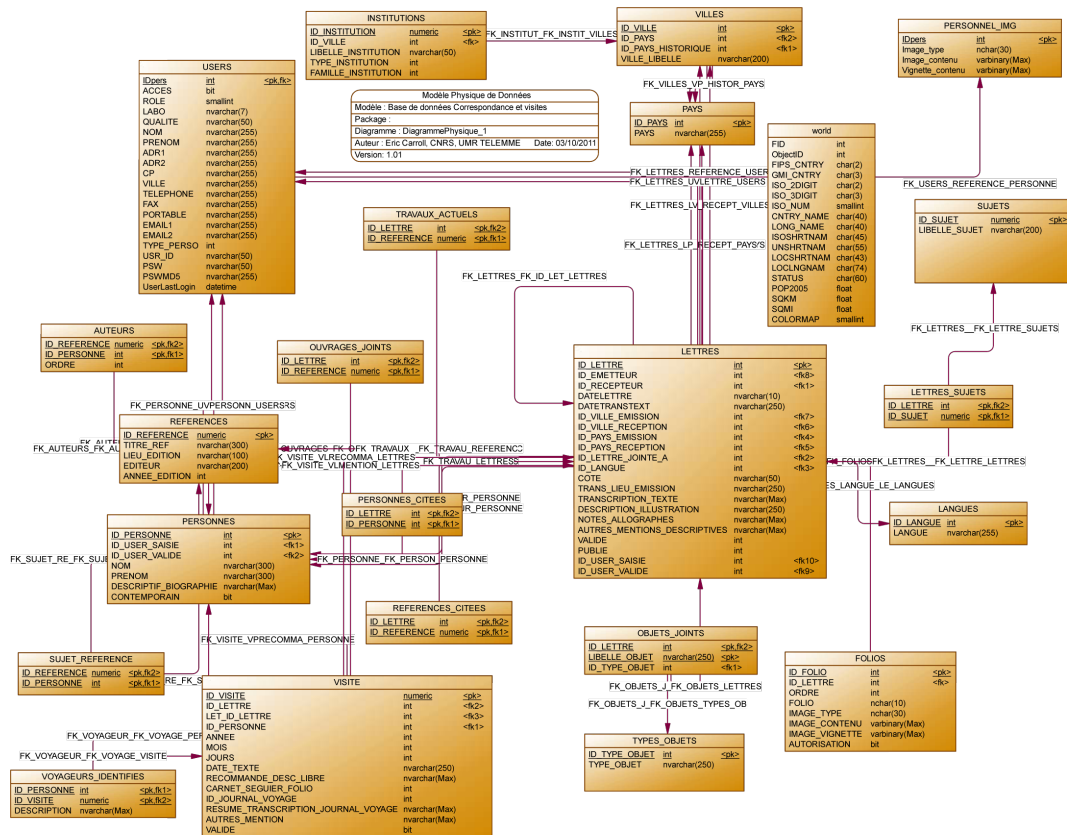 INSTITUTIONS
ID_INSTITUTION numeric <pk>
ID_VILLE int <fk>
LIBELLE_INSTITUTION nvarchar(50)
TYPE_INSTITUTION int
FAMILLE_INSTITUTION int
FK_INSTITUT_FK_INSTIT_VILLES
VILLES
ID_VILLE int <pk>
ID_PAYS int <fk2>
ID_PAYS_HISTORIQUE int <fk1>
VILLE_LIBELLE nvarchar(200)
PERSONNEL_IMG
IDpers int <pk>
Image_type nchar(30)
Image_contenu varbinary(Max)
Vignette_contenu varbinary(Max)
USERS
IDpers int <pk,fk>
ACCES bit
ROLE smallint
LABO nvarchar(7)
QUALITE nvarchar(50)
NOM nvarchar(255)
PRENOM nvarchar(255)
ADR1 nvarchar(255)
ADR2 nvarchar(255)
CP nvarchar(255)
VILLE nvarchar(255)
TELEPHONE nvarchar(255)
FAX nvarchar(255)
PORTABLE nvarchar(255)
EMAIL1 nvarchar(255)
EMAIL2 nvarchar(255)
TYPE_PERSO int
USR_ID nvarchar(50)
PSW nvarchar(50)
PSWMD5 nvarchar(255)
UserLastLogin datetime
Modèle Physique de Données
Modèle : Base de données Correspondance et visites
Package :
Diagramme : DiagrammePhysique_1
Auteur : Eric Carroll, CNRS, UMR TELEMME Date: 03/10/2011
Version: 1.01
FK_VILLES_VP_HISTOR_PAYS
PAYS
ID_PAYS int <pk>
PAYS nvarchar(255)
world
FID int
ObjectID int
FIPS_CNTRY char(2)
GMI_CNTRY char(3)
ISO_2DIGIT char(2)
ISO_3DIGIT char(3)
ISO_NUM smallint
CNTRY_NAME char(40)
LONG_NAME char(40)
ISOSHRTNAM char(45)
UNSHRTNAM char(55)
LOCSHRTNAM char(43)
LOCLNGNAM char(74)
STATUS char(60)
POP2005 float
SQKM float
SQMI float
COLORMAP smallint
FK_LETTRES_REFERENCE_USER
FK_LETTRES_UVLETTRE_USERS
FK_USERS_REFERENCE_PERSONNE
FK_LETTRES_LV_RECEPT_VILLES
FK_LETTRES_LP_RECEPT_PAYS
TRAVAUX_ACTUELS
ID_LETTRE int <pk,fk2>
ID_REFERENCE numeric <pk,fk1>
SUJETS
ID_SUJET numeric <pk>
LIBELLE_SUJET nvarchar(200)
FK_LETTRES_FK_ID_LET_LETTRES
FK_LETTRES__FK_LETTRE_SUJETS
AUTEURS
ID_REFERENCE numeric <pk,fk2>
ID_PERSONNE int <pk,fk1>
ORDRE int
OUVRAGES_JOINTS
ID_LETTRE int <pk,fk2>
ID_REFERENCE numeric <pk,fk1>
LETTRES
ID_LETTRE int <pk>
ID_EMETTEUR int <fk8>
ID_RECEPTEUR int <fk1>
DATELETTRE nvarchar(10)
DATETRANSTEXT nvarchar(250)
ID_VILLE_EMISSION int <fk7>
ID_VILLE_RECEPTION int <fk6>
ID_PAYS_EMISSION int <fk4>
ID_PAYS_RECEPTION int <fk5>
ID_LETTRE_JOINTE_A int <fk2>
ID_LANGUE int <fk3>
COTE nvarchar(50)
TRANS_LIEU_EMISSION nvarchar(250)
TRANSCRIPTION_TEXTE nvarchar(Max)
DESCRIPTION_ILLUSTRATION nvarchar(250)
NOTES_ALLOGRAPHES nvarchar(Max)
AUTRES_MENTIONS_DESCRIPTIVES nvarchar(Max)
VALIDE int
PUBLIE int
ID_USER_SAISIE int <fk10>
ID_USER_VALIDE int <fk9>
LETTRES_SUJETS
ID_LETTRE int <pk,fk2>
ID_SUJET numeric <pk,fk1>
FK_PERSONNE_UVPERSONN_USERS
REFERENCES
ID_REFERENCE numeric <pk>
TITRE_REF nvarchar(300)
LIEU_EDITION nvarchar(100)
EDITEUR nvarchar(200)
ANNEE_EDITION int
FK_VISITE_VLRECOMMA_LETTRES
FK_VISITE_VLMENTION_LETTRES
FK_LETTRES__FK_LETTRE_LETTRES
PERSONNES_CITEES
ID_LETTRE int <pk,fk2>
ID_PERSONNE int <pk,fk1>
LANGUES
ID_LANGUE int <pk>
LANGUE nvarchar(255)
PERSONNES
ID_PERSONNE int <pk>
ID_USER_SAISIE int <fk1>
ID_USER_VALIDE int <fk2>
NOM nvarchar(300)
PRENOM nvarchar(300)
DESCRIPTIF_BIOGRAPHIE nvarchar(Max)
CONTEMPORAIN bit
FK_PERSONNE_FK_PERSON_PERSONNE
REFERENCES_CITEES
ID_LETTRE int <pk,fk2>
ID_REFERENCE numeric <pk,fk1>
FK_VISITE_VPRECOMMA_PERSONNE
SUJET_REFERENCE
ID_REFERENCE numeric <pk,fk2>
ID_PERSONNE int <pk,fk1>
OBJETS_JOINTS
ID_LETTRE int <pk,fk2>
LIBELLE_OBJET nvarchar(250) <pk>
ID_TYPE_OBJET int <fk1>
FOLIOS
ID_FOLIO int <pk>
ID_LETTRE int <fk>
ORDRE int
FOLIO nchar(10)
IMAGE_TYPE nchar(30)
IMAGE_CONTENU varbinary(Max)
IMAGE_VIGNETTE varbinary(Max)
AUTORISATION bit
VISITE
ID_VISITE numeric <pk>
ID_LETTRE int <fk2>
LET_ID_LETTRE int <fk3>
ID_PERSONNE int <fk1>
ANNEE int
MOIS int
JOURS int
DATE_TEXTE nvarchar(250)
RECOMMANDE_DESC_LIBRE nvarchar(Max)
CARNET_SEGUIER_FOLIO int
ID_JOURNAL_VOYAGE int
RESUME_TRANSCRIPTION_JOURNAL_VOYAGE nvarchar(Max)
AUTRES_MENTION nvarchar(Max)
VALIDE bit
FK_OBJETS_J_FK_OBJETS_LETTRES
FK_OBJETS_J_FK_OBJETS_TYPES_OB
TYPES_OBJETS
ID_TYPE_OBJET int <pk>
TYPE_OBJET nvarchar(250)
FK_VOYAGEUR_FK_VOYAGE_PER
FK_VOYAGEUR_FK_VOYAGE_VISITE
VOYAGEURS_IDENTIFIES
ID_PERSONNE int <pk,fk1>
ID_VISITE numeric <pk,fk2>
DESCRIPTION nvarchar(Max)